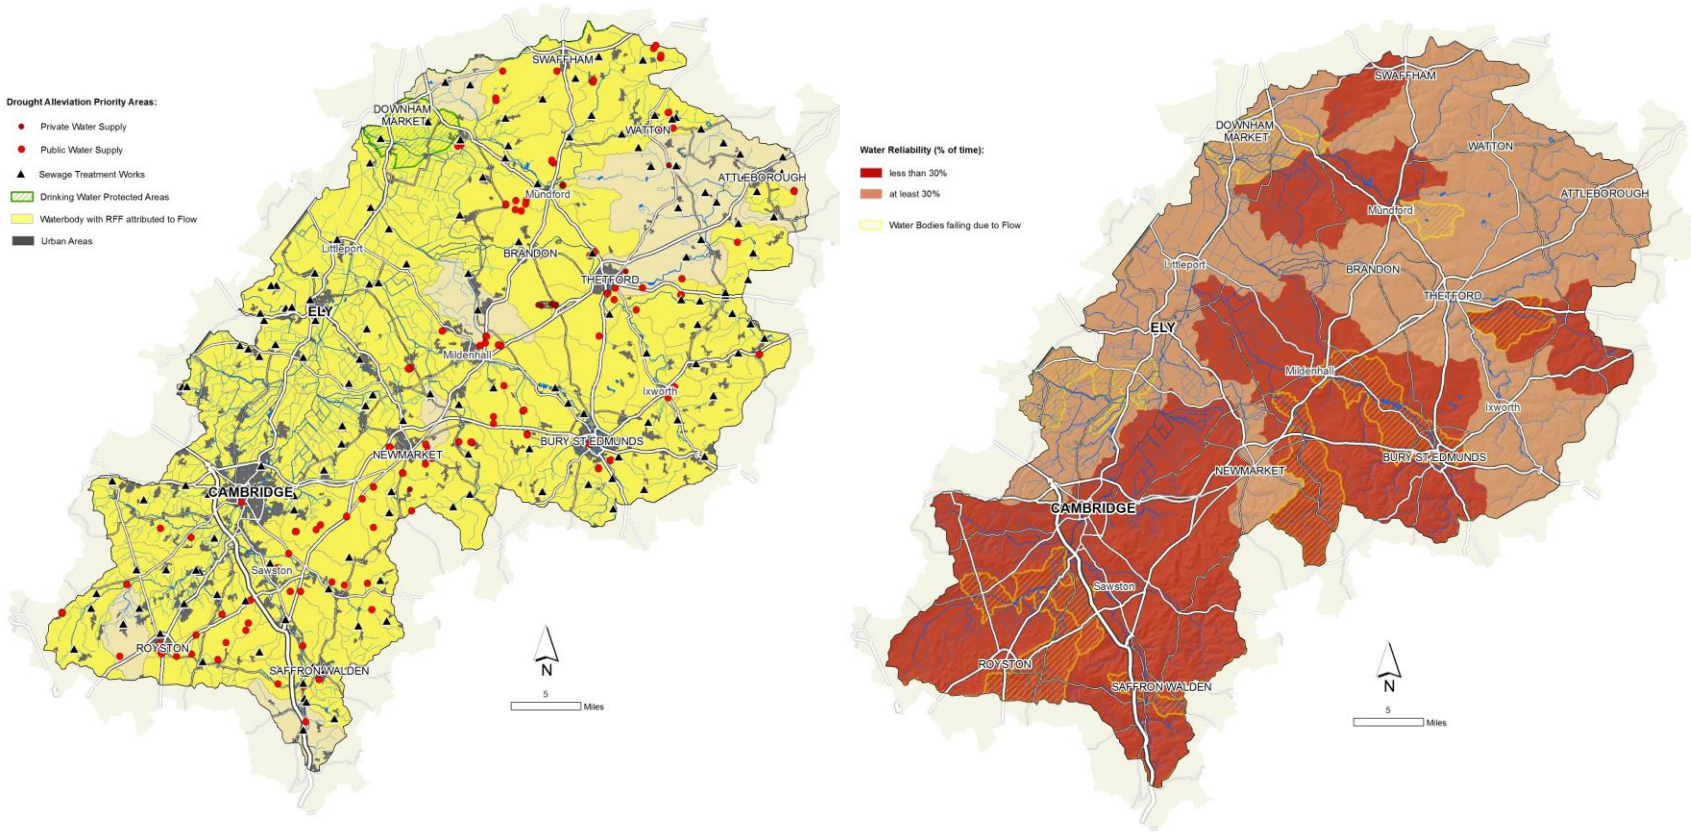 Drought Alleviation Priority Areas:
Private Water Supply
Public Water Supply
Sewage Treatment Works
Drinking Water Protected Areas
Waterbody with RFF attributed to Flow
Urban Areas
SWAFFHAM
DOWNHAM
MARKET
WATTON
ATTLEBOROUGH
Mundford
Littleport
BRANDON
THETFORD
ELY
Mildenhall
Ixworth
BURY ST EDMUNDS
NEWMARKET
CAMBRIDGE
Sawston
ROYSTON
SAFFRON WALDEN
N
5
Miles
Water Reliability (% of time):
less than 30%
at least 30%
Water Bodies failing due to Flow
SWAFFHAM
DOWNHAM
MARKET
WATTON
ATTLEBOROUGH
Mundford
Littleport
BRANDON
THETFORD
ELY
Mildenhall
Ixworth
BURY ST EDMUNDS
NEWMARKET
CAMBRIDGE
Sawston
ROYSTON
SAFFRON WALDEN
N
5
Miles